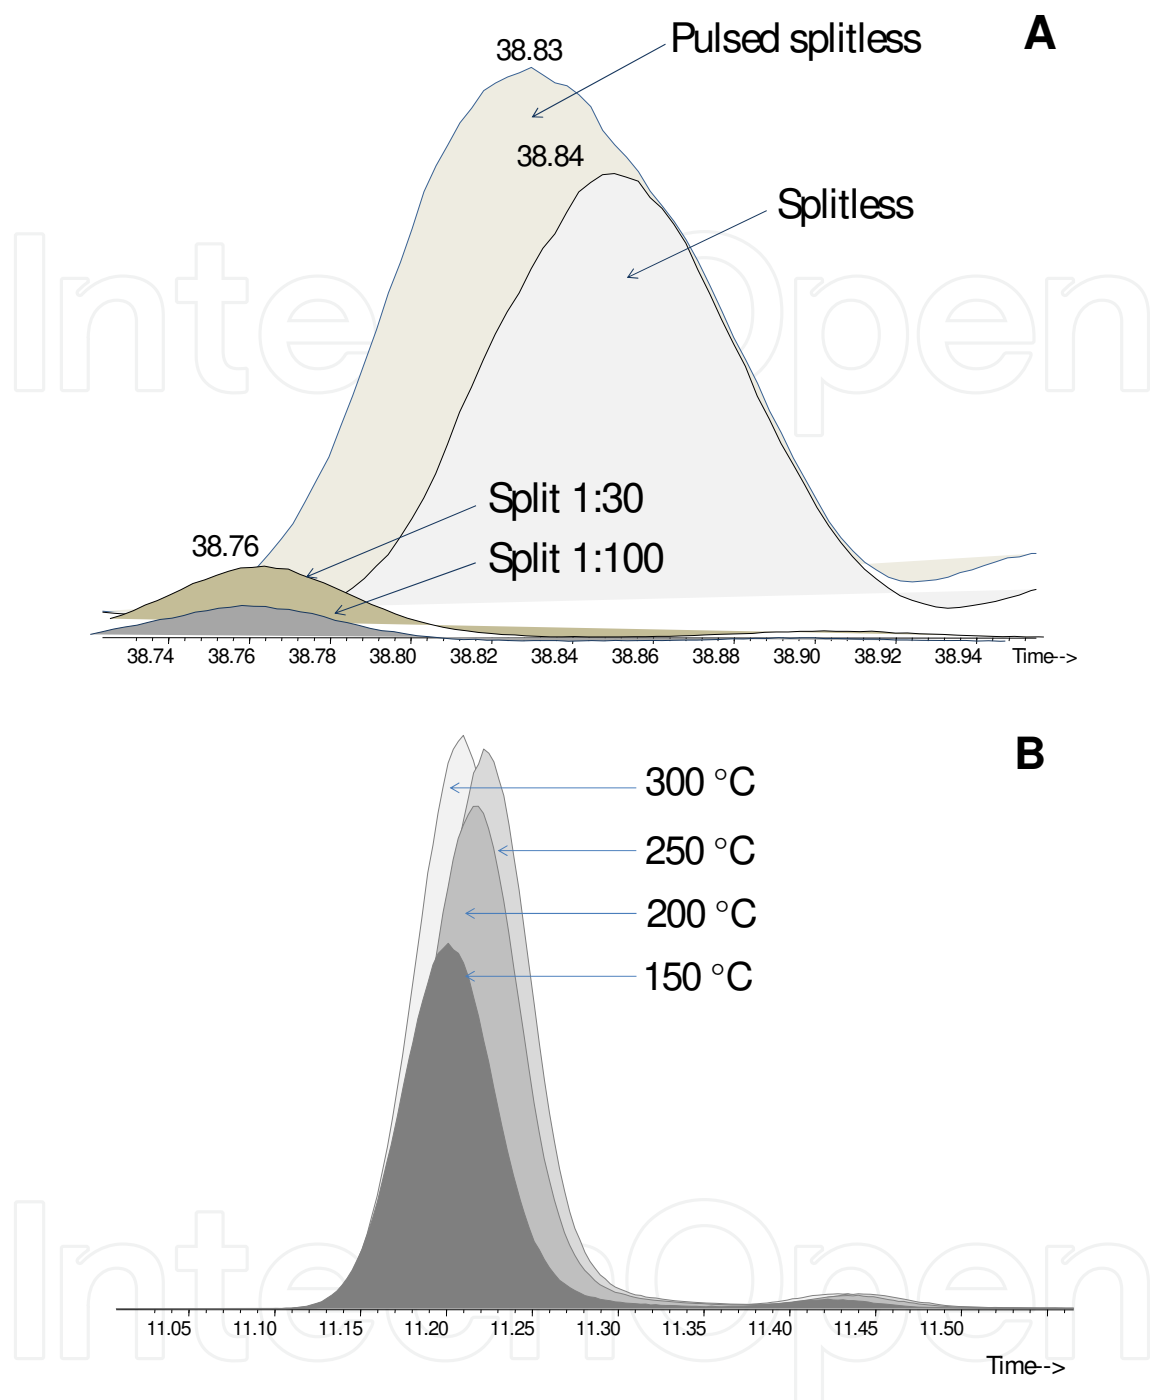 A
Pulsed splitless
38.83
38.84
Splitless
Split 1:30
38.76
Split 1:100
38.74 38.76 38.78 38.80 38.82 38.84 38.86 38.88 38.90 38.92 38.94 Time-->
B
300 °C
250 °C
200 °C
150 °C
11.05 11.10 11.15 11.20 11.25 11.30 11.35 11.40 11.45 11.50
Time-->
IntechOpen
IntechOpen